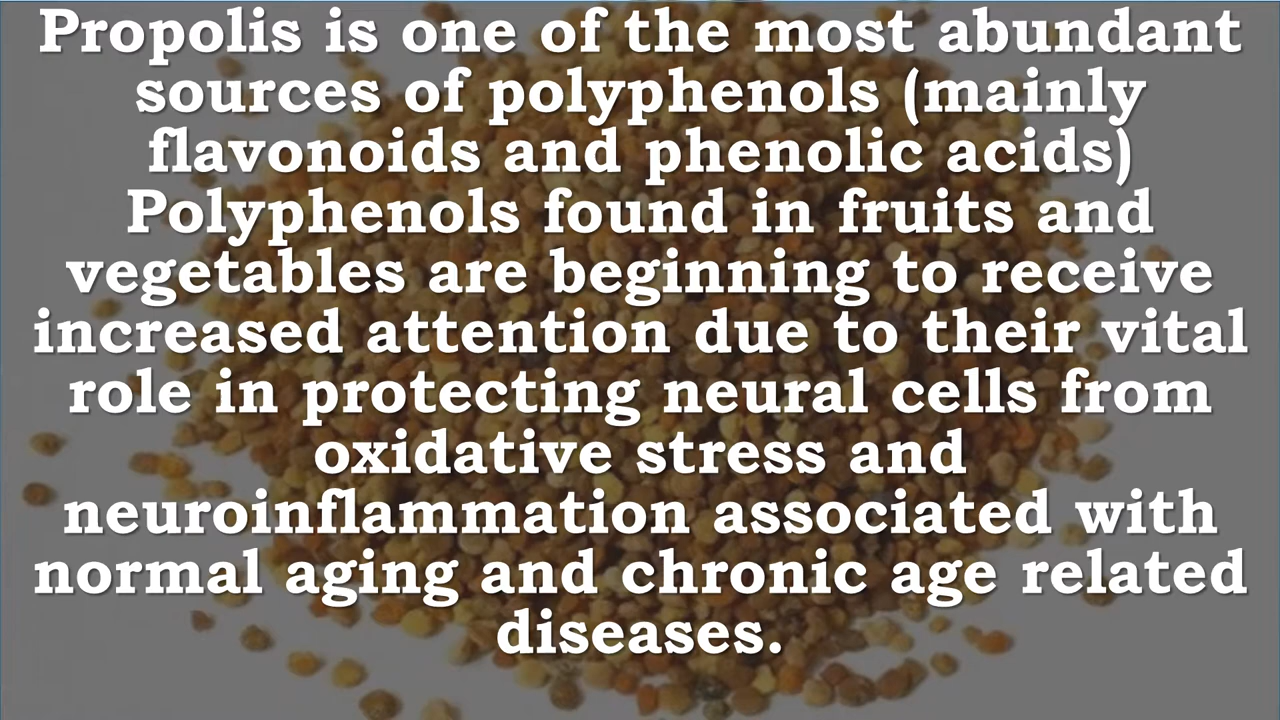 Propolis is one of the most abundant
sources of polyphenols (mainly
flavonoids and phenolic acids)
Polyphenols found in fruits and
vegetables are beginning to receive
increased attention due to their vital
role in protecting neural cells from
oxidative stress and
neuroinflammation associated with
normal aging and chronic age related
diseases.